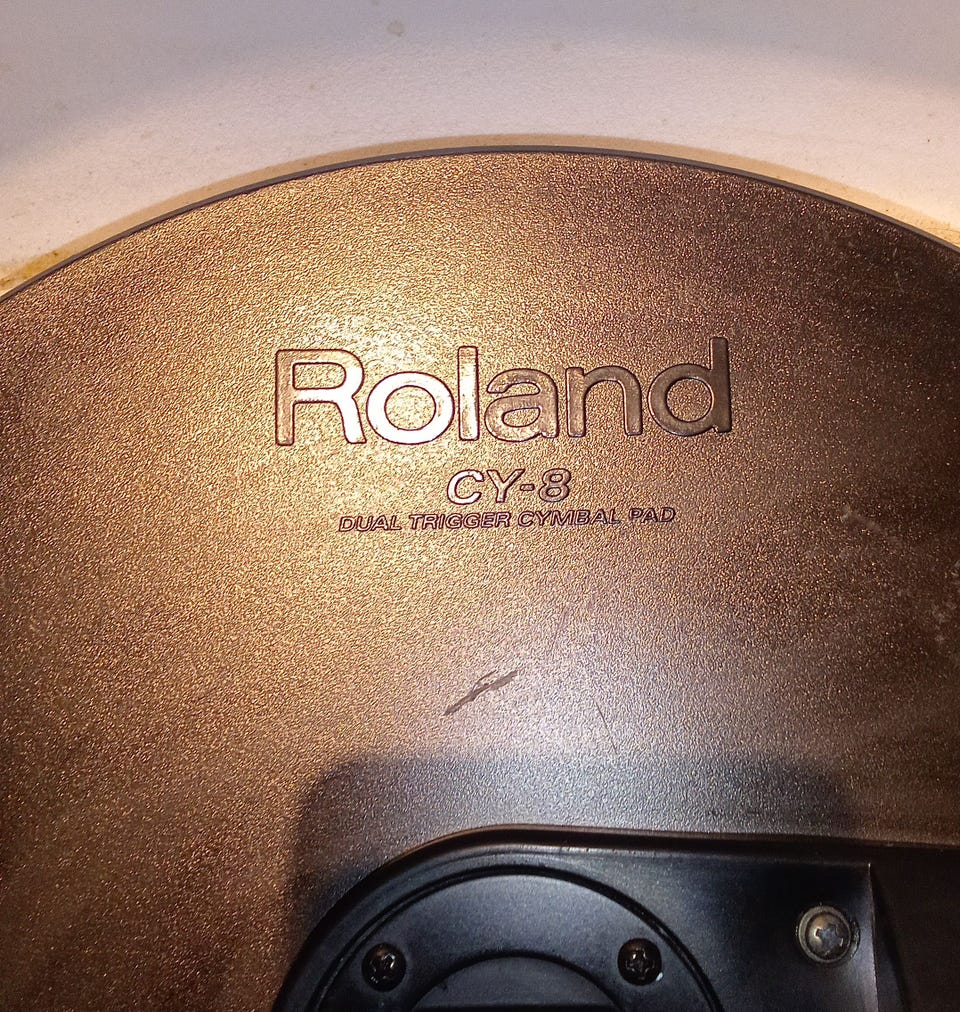 Roland
CY-8
DUAL TRIGGER CYMBAL PAD